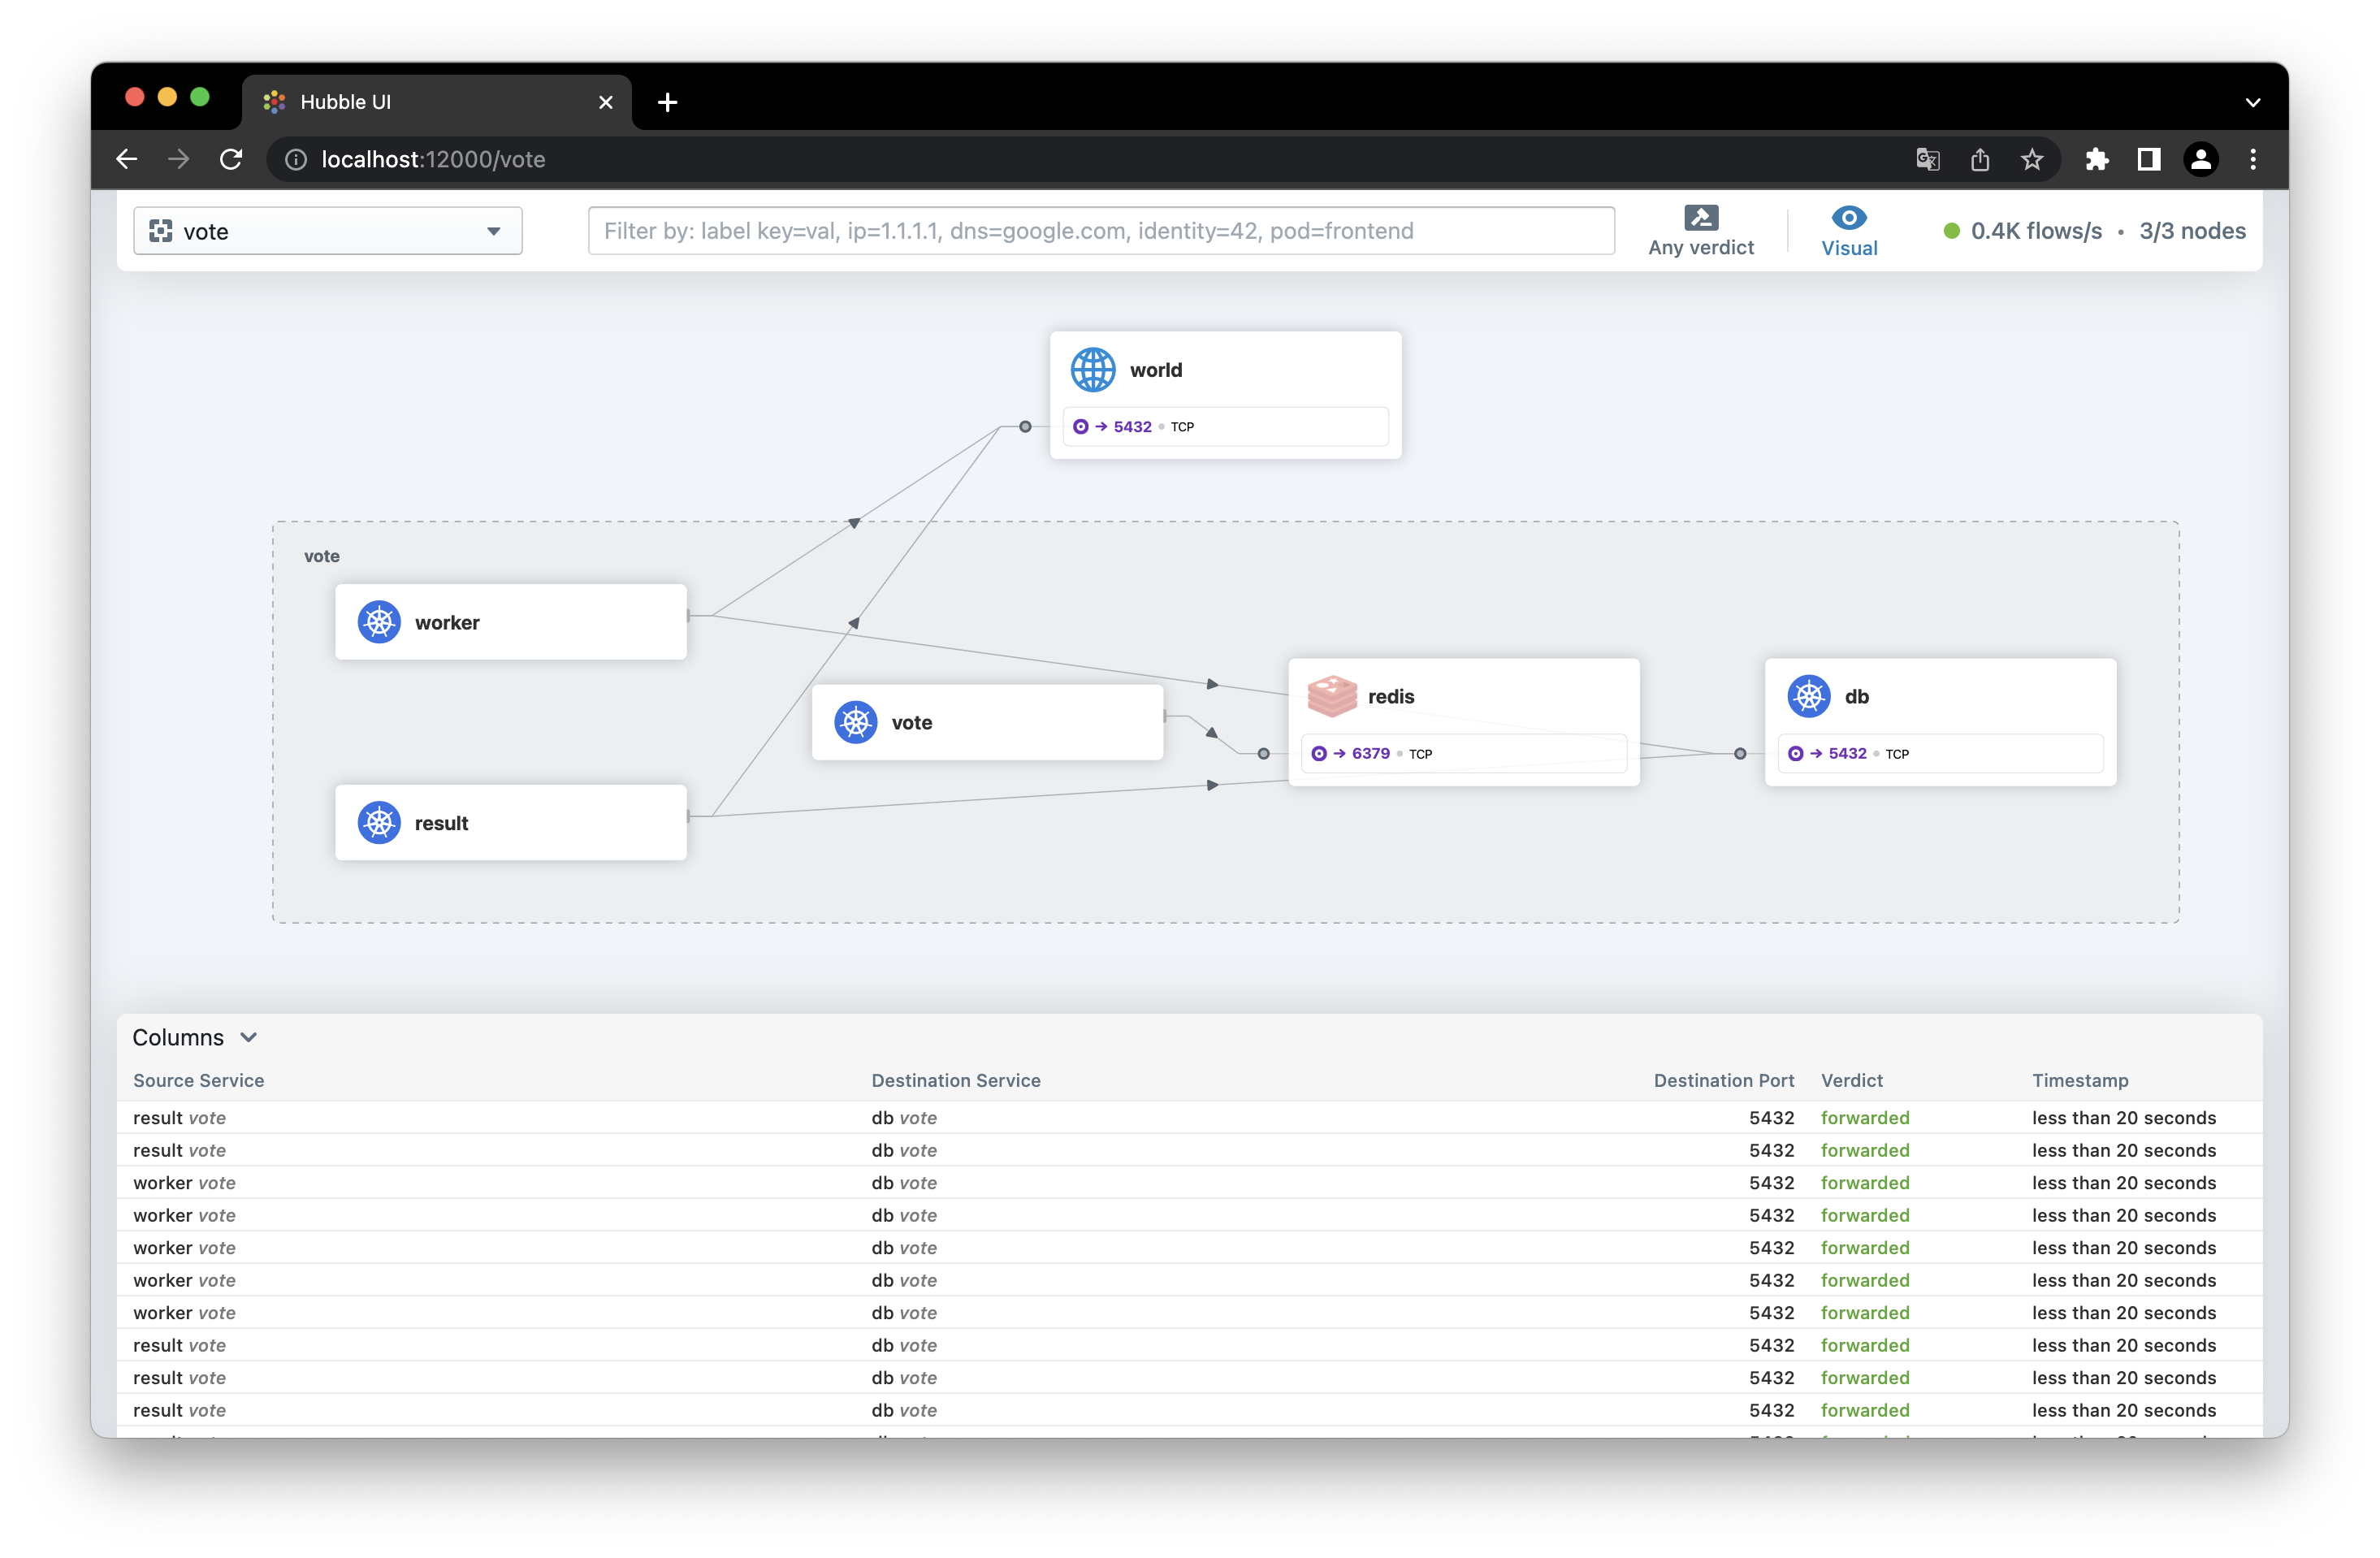 Hubble UI
localhost:12000/vote
vote
Filter by: label key=val, ip=1.1.1.1, dns=google.com, identity=42, pod=frontend
Any verdict
Visual
0.4K flows/s • 3/3 nodes
world
5432 • TCP
vote
worker
vote
redis
6379 • TCP
db
5432 • TCP
result
Columns
Source Service Destination Service Destination Port Verdict Timestamp
result vote db vote 5432 forwarded less than 20 seconds
result vote db vote 5432 forwarded less than 20 seconds
worker vote db vote 5432 forwarded less than 20 seconds
worker vote db vote 5432 forwarded less than 20 seconds
worker vote db vote 5432 forwarded less than 20 seconds
worker vote db vote 5432 forwarded less than 20 seconds
worker vote db vote 5432 forwarded less than 20 seconds
result vote db vote 5432 forwarded less than 20 seconds
result vote db vote 5432 forwarded less than 20 seconds
result vote db vote 5432 forwarded less than 20 seconds